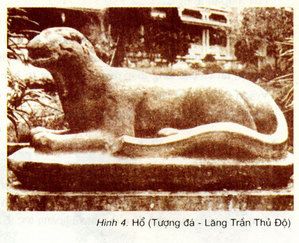 Hình 4. Hổ (Tượng đá - Lăng Trần Thủ Độ)